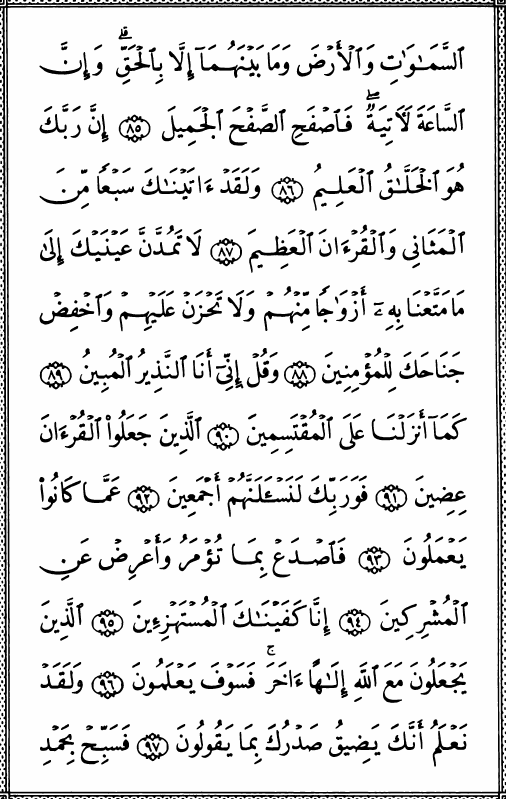 ٱلسَّمَـٰوَٰتِ وَٱلْأَرْضَ وَمَا بَيْنَهُمَآ إِلَّا بِٱلْحَقِّ ۗ وَإِنَّ
ٱلسَّاعَةَ لَـَٔاتِيَةٌ ۖ فَٱصْفَحِ ٱلصَّفْحَ ٱلْجَمِيلَ ۝٨٥ إِنَّ رَبَّكَ
هُوَ ٱلْخَلَّـٰقُ ٱلْعَلِيمُ ۝٨٦ وَلَقَدْ ءَاتَيْنَـٰكَ سَبْعًا مِّنَ
ٱلْمَثَانِى وَٱلْقُرْءَانَ ٱلْعَظِيمَ ۝٨٧ لَا تَمُدَّنَّ عَيْنَيْكَ إِلَىٰ
مَا مَتَّعْنَا بِهِۦٓ أَزْوَٰجًا مِّنْهُمْ وَلَا تَحْزَنْ عَلَيْهِمْ وَٱخْفِضْ
جَنَاحَكَ لِلْمُؤْمِنِينَ ۝٨٨ وَقُلْ إِنِّىٓ أَنَا ٱلنَّذِيرُ ٱلْمُبِينُ ۝٨٩
كَمَآ أَنزَلْنَا عَلَى ٱلْمُقْتَسِمِينَ ۝٩٠ ٱلَّذِينَ جَعَلُوا۟ ٱلْقُرْءَانَ
عِضِينَ ۝٩١ فَوَرَبِّكَ لَنَسْـَٔلَنَّهُمْ أَجْمَعِينَ ۝٩٢ عَمَّا كَانُوا۟
يَعْمَلُونَ ۝٩٣ فَٱصْدَعْ بِمَا تُؤْمَرُ وَأَعْرِضْ عَنِ
ٱلْمُشْرِكِينَ ۝٩٤ إِنَّا كَفَيْنَـٰكَ ٱلْمُسْتَهْزِءِينَ ۝٩٥ ٱلَّذِينَ
يَجْعَلُونَ مَعَ ٱللَّهِ إِلَـٰهًا ءَاخَرَ ۚ فَسَوْفَ يَعْلَمُونَ ۝٩٦ وَلَقَدْ
نَعْلَمُ أَنَّكَ يَضِيقُ صَدْرُكَ بِمَا يَقُولُونَ ۝٩٧ فَسَبِّحْ بِحَمْدِ